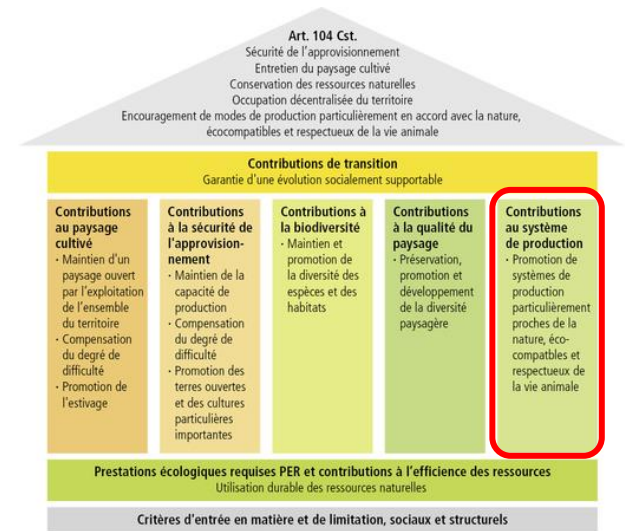 Art. 104 Cst.
Sécurité de l'approvisionnement
Entretien du paysage cultivé
Conservation des ressources naturelles
Occupation décentralisée du territoire
Encouragement de modes de production particulièrement en accord avec la nature,
écocompatibles et respectueux de la vie animale
Contributions de transition
Garantie d'une évolution socialement supportable
Contributions
au paysage
cultivé
· Maintien d'un
paysage ouvert
par l'exploitation
de l'ensemble
du territoire
· Compensation
du degré de
difficulté
· Promotion de
l'estivage
Contributions
à la sécurité de
l'approvision-
nement
· Maintien de la
capacité de
production
· Compensation
du degré de
difficulté
· Promotion des
terres ouvertes
et des cultures
particulières
importantes
Contributions à
la biodiversité
· Maintien et
promotion de
la diversité des
espèces et des
habitats
Contributions
à la qualité du
paysage
· Préservation,
promotion et
développement
de la diversité
paysagère
Contributions
au système
de production
· Promotion de
systèmes de
production
particulièrement
proches de la
nature, éco-
compatbles et
respectueux de
la vie animale
Prestations écologiques requises PER et contributions à l'efficience des ressources
Utilisation durable des ressources naturelles
Critères d'entrée en matière et de limitation, sociaux et structurels